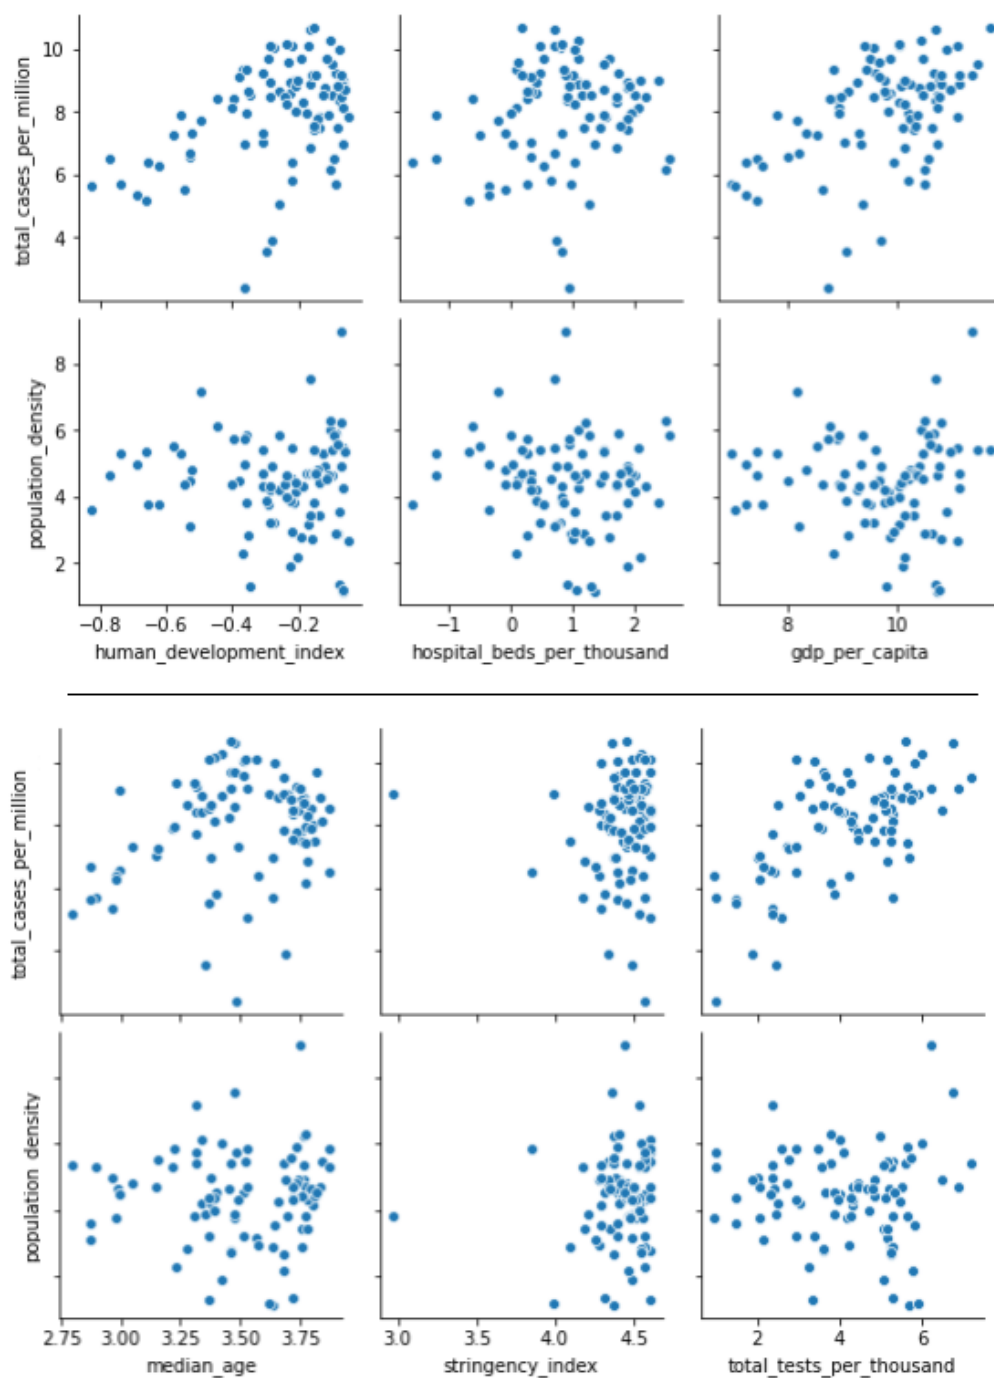 total_cases_per_million
10
8
6
4
population_density
8
6
4
2
−0.8 −0.6 −0.4 −0.2
human_development_index
−1 0 1 2
hospital_beds_per_thousand
8 10
gdp_per_capita
total_cases_per_million
population density
2.75 3.00 3.25 3.50 3.75
median_age
3.0 3.5 4.0 4.5
stringency_index
2 4 6
total_tests_per_thousand